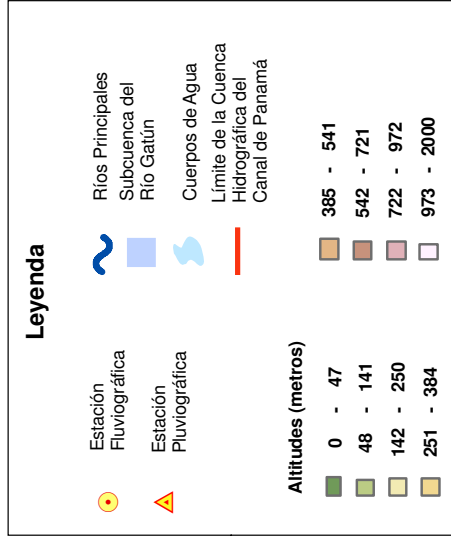 Leyenda
Estación
Fluviográfica
Estación
Pluviográfica
Ríos Principales
Subcuenca del
Río Gatún
Cuerpos de Agua
Límite de la Cuenca
Hidrográfica del
Canal de Panamá
Altitudes (metros)
0 - 47
48 - 141
142 - 250
251 - 384
385 - 541
542 - 721
722 - 972
973 - 2000